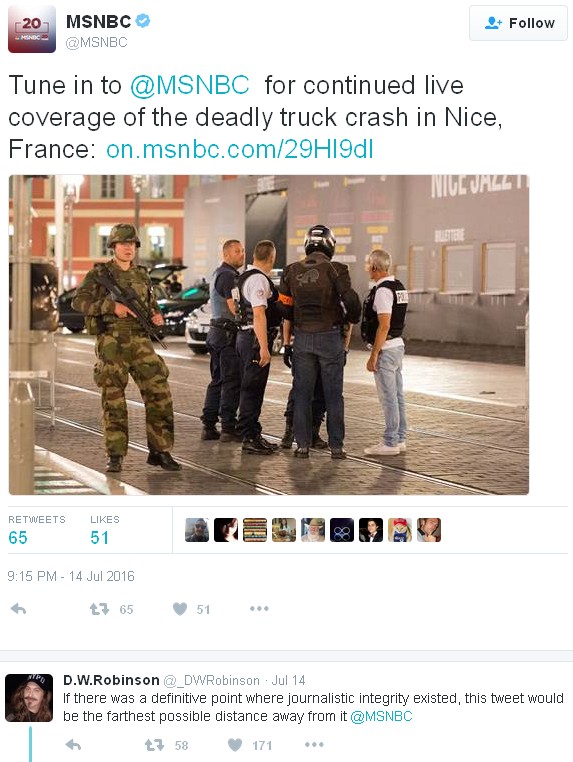 20
MSNBC
MSNBC
@MSNBC
Follow
Tune in to @MSNBC for continued live
coverage of the deadly truck crash in Nice,
France: on.msnbc.com/29HI9dI
NICE JAZZ
BILLETTERIE
POLI
RETWEETS
65
LIKES
51
9:15 PM - 14 Jul 2016
65
51
D.W.Robinson @_DWRobinson · Jul 14
If there was a definitive point where journalistic integrity existed, this tweet would
be the farthest possible distance away from it @MSNBC
58
171